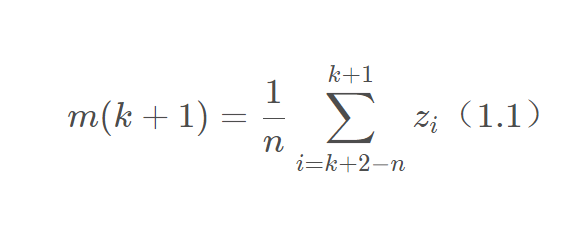 m(k+1) = \frac{1}{n} \sum_{i=k+2-n}^{k+1} z_i（1.1）